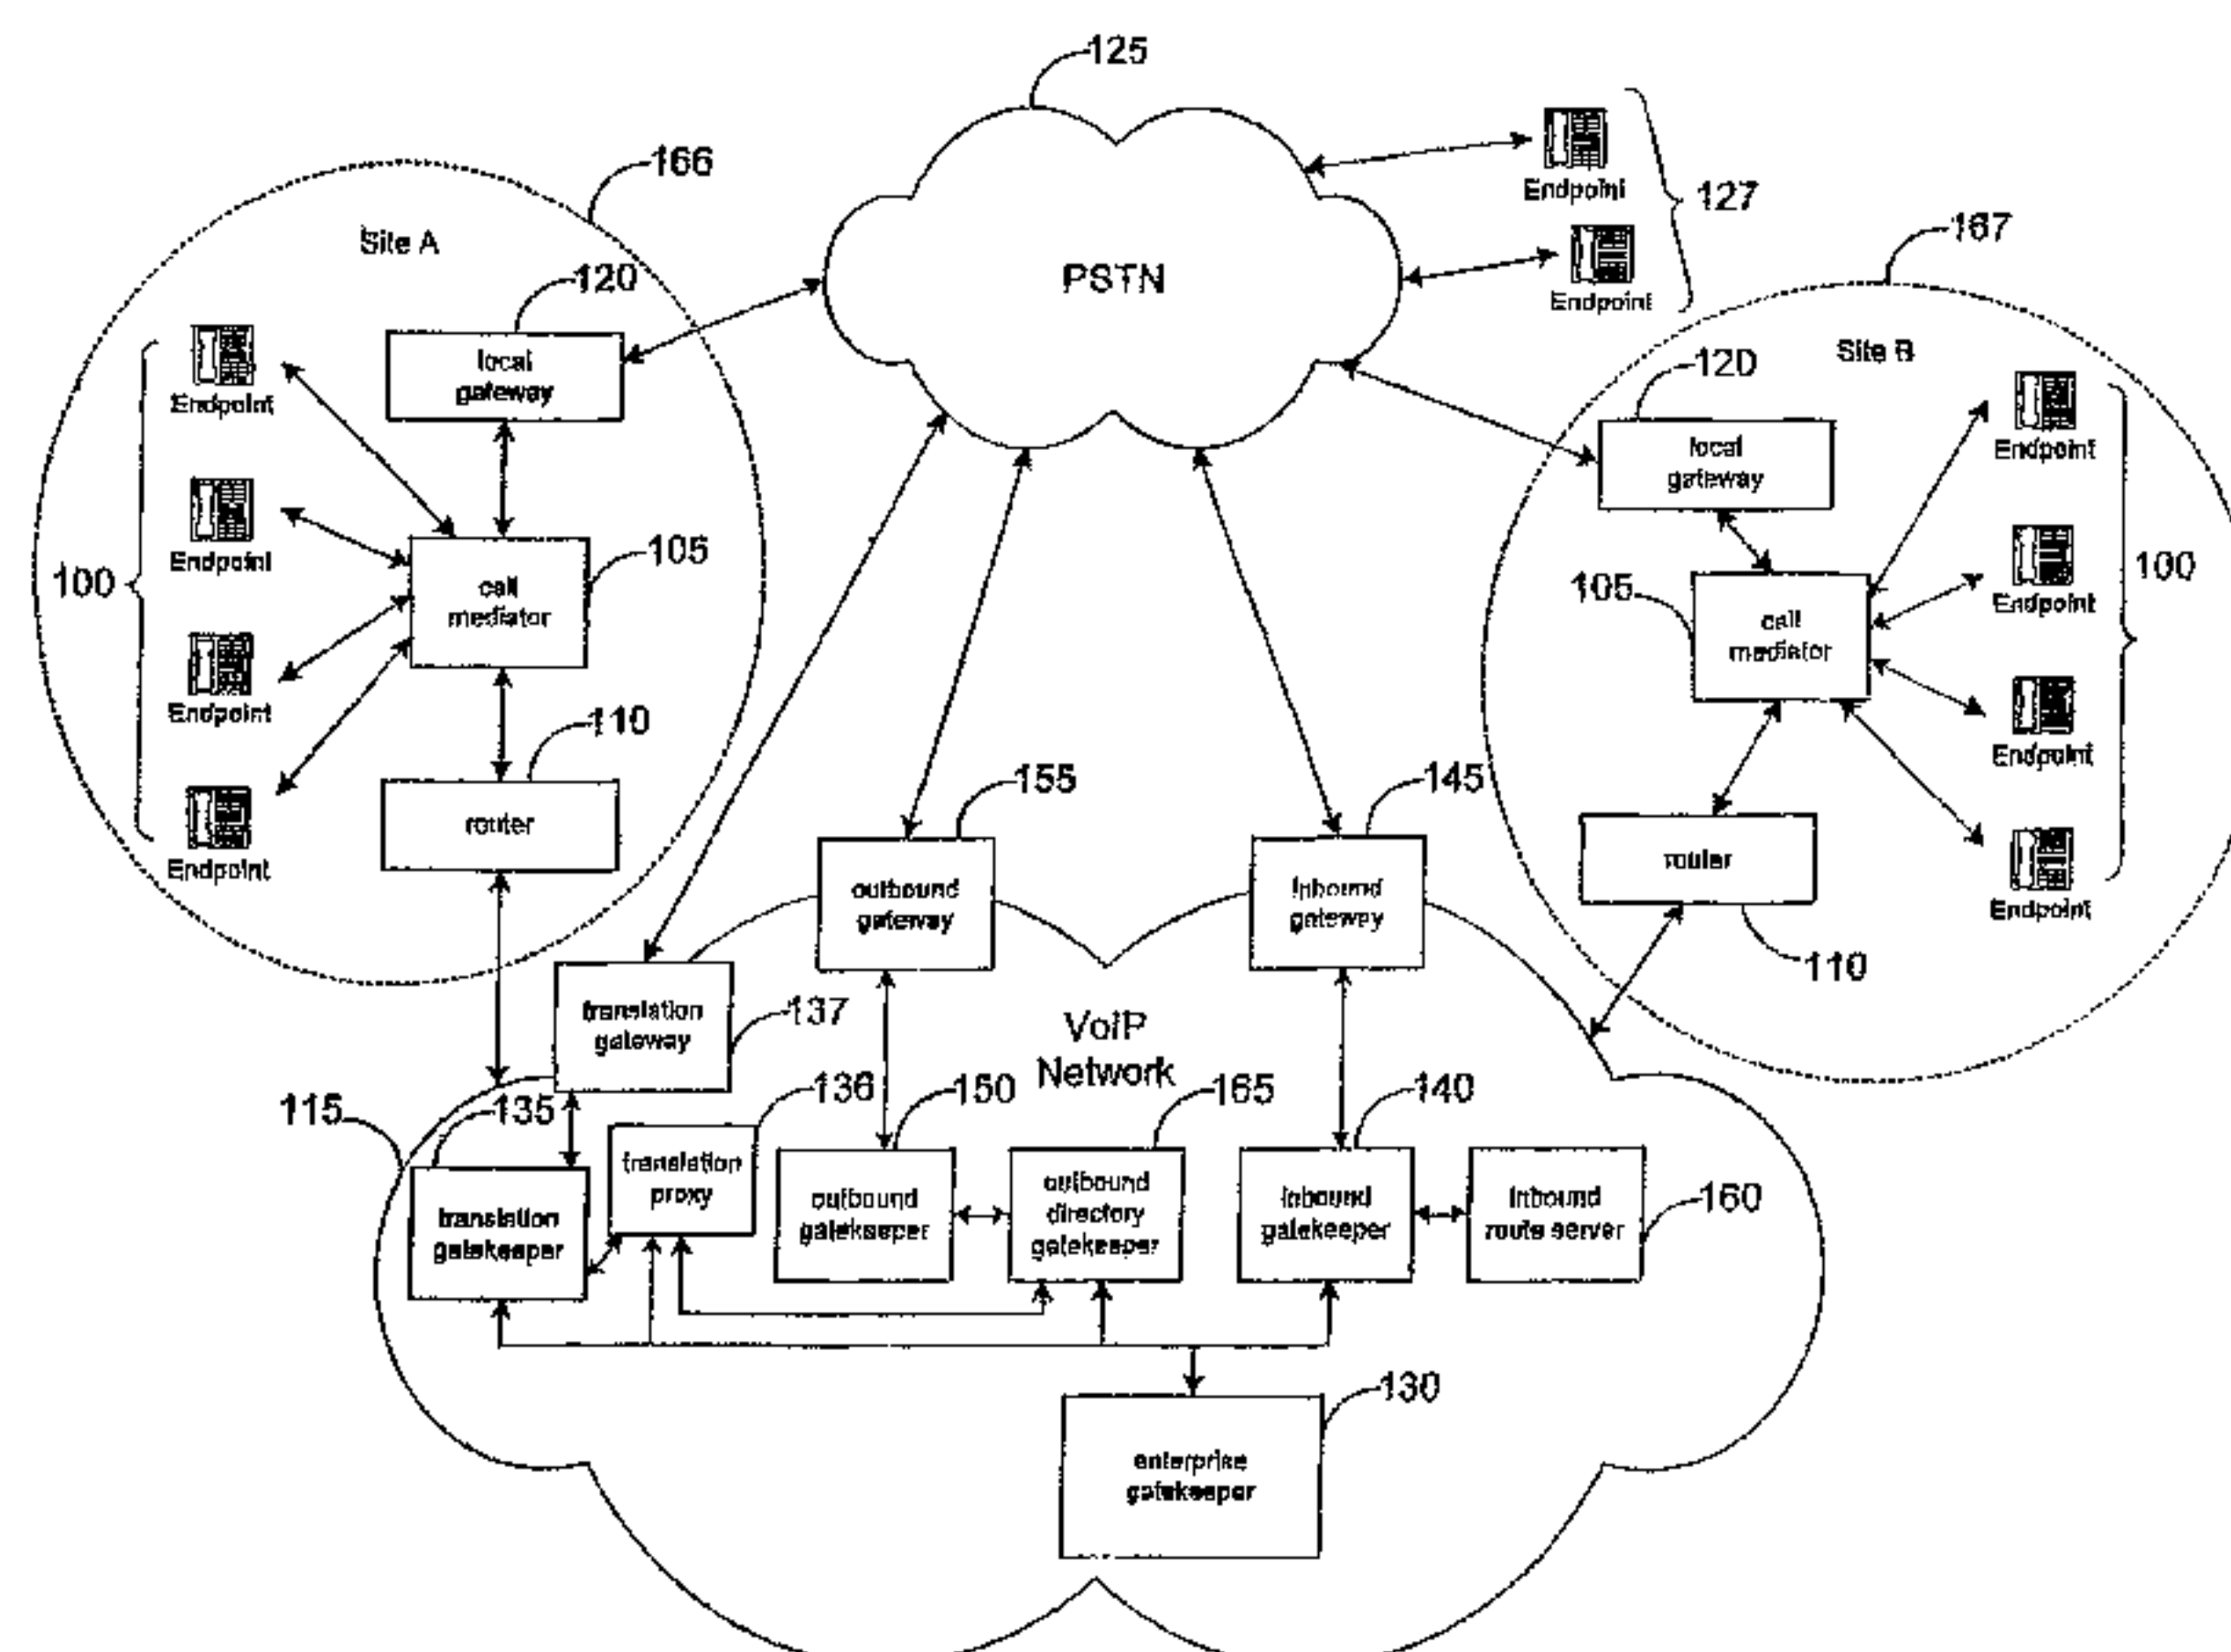 125
166
Site A
120
local
gateway
Endpoint
Endpoint
Endpoint
Endpoint
100
call
mediator
105
110
router
PSTN
Endpoint
Endpoint
127
167
Site B
120
local
gateway
105
call
mediator
Endpoint
Endpoint
Endpoint
Endpoint
100
router
110
155
outbound
gateway
145
Inbound
gateway
translation
gateway
137
VoIP
Network
115
135
translation
gatekeeper
136
translation
proxy
150
outbound
gatekeeper
165
outbound
directory
gatekeeper
140
inbound
gatekeeper
Inbound
route server
160
130
enterprise
gatekeeper